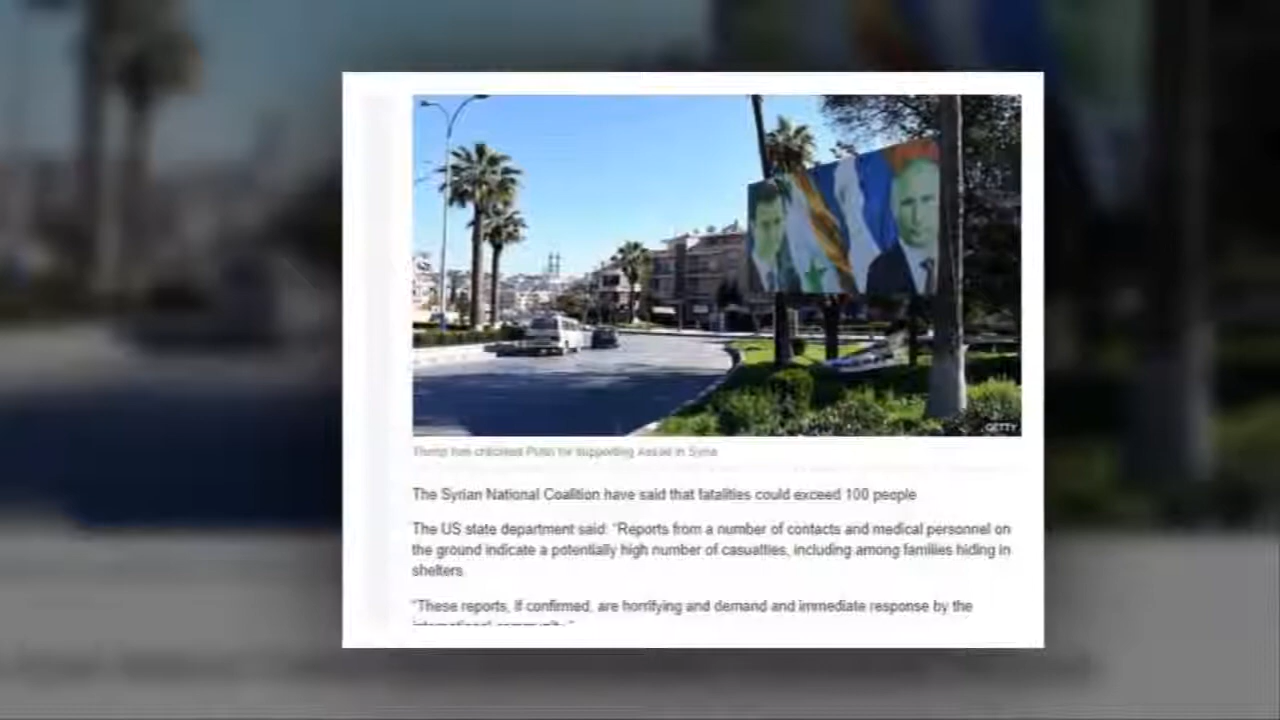 GETTY
Trump has criticised Putin for supporting Assad in Syria
The Syrian National Coalition have said that fatalities could exceed 100 people
The US state department said: "Reports from a number of contacts and medical personnel on
the ground indicate a potentially high number of casualties, including among families hiding in
shelters.
"These reports, if confirmed, are horrifying and demand and immediate response by the
international community."